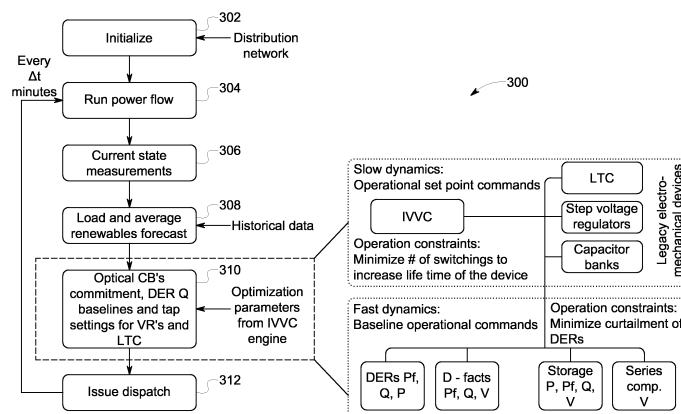 302
Initialize
Distribution
network
Every
Δt
minutes
304
Run power flow
300
306
Current state
measurements
308
Load and average
renewables forecast
Historical data
310
Optical CB's
commitment, DER Q
baselines and tap
settings for VR's and
LTC
Optimization
parameters
from IVVC
engine
312
Issue dispatch
Slow dynamics:
Operational set point commands
LTC
IVVC
Step voltage
regulators
Capacitor
banks
Legacy electro-
mechanical devices
Operation constraints:
Minimize # of switchings to
increase life time of the device
Fast dynamics:
Baseline operational commands
Operation constraints:
Minimize curtailment of
DERs
DERs Pf,
Q, P
D - facts
Pf, Q, V
Storage
P, Pf, Q,
V
Series
comp.
V